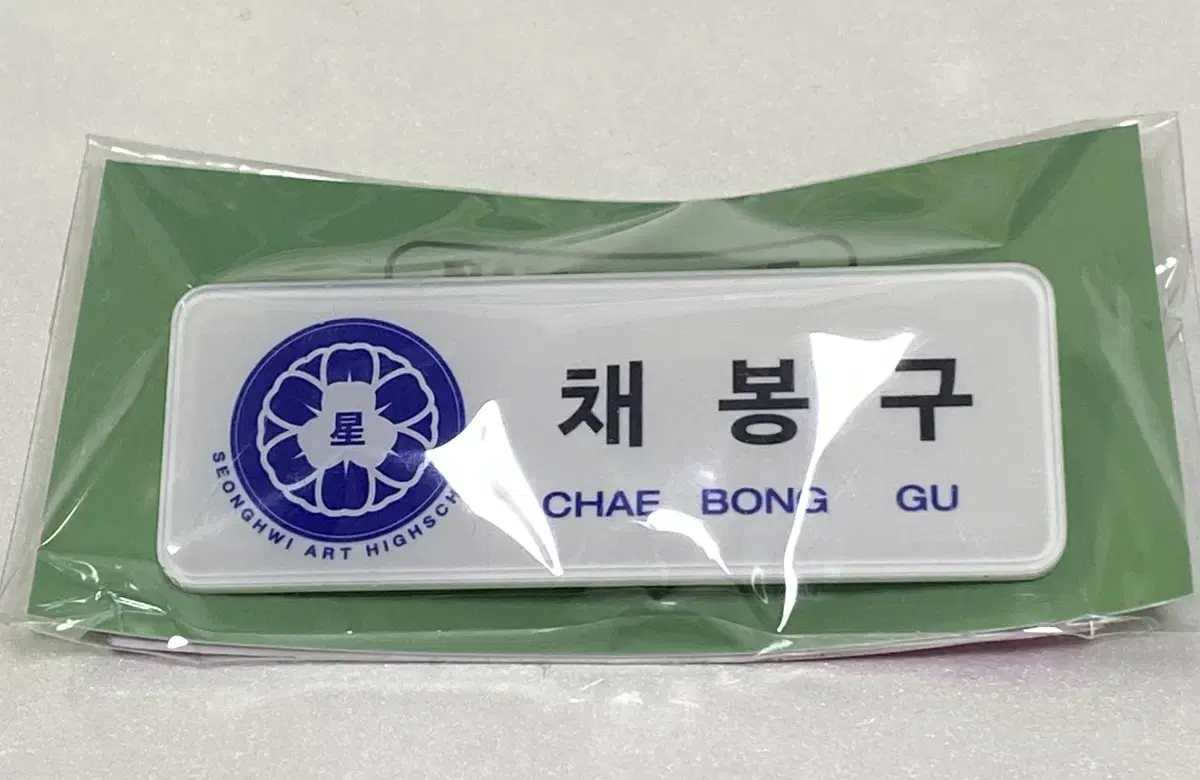 星
SEONGHWI ART HIGHSCH
채 봉 구
CHAE BONG GU